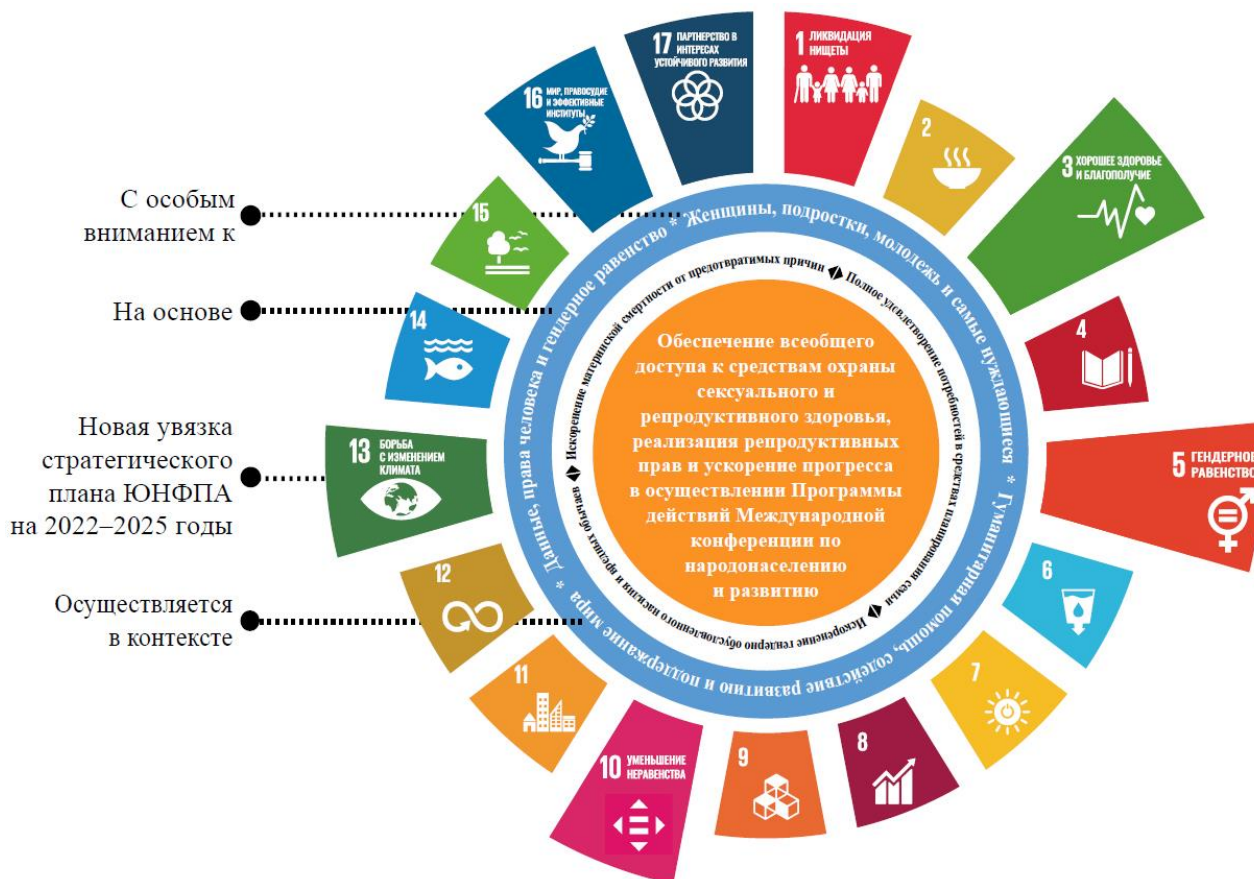 17 ПАРТНЕРСТВО В
ИНТЕРЕСАХ
УСТОЙЧИВОГО РАЗВИТИЯ
1 ЛИКВИДАЦИЯ
НИЩЕТЫ
2
3 ХОРОШЕЕ ЗДОРОВЬЕ
И БЛАГОПОЛУЧИЕ
4
5 ГЕНДЕРНО
РАВЕНСТВО
6
7
8
9
10 УМЕНЬШЕНИЕ
НЕРАВЕНСТВА
11
12
13 БОРЬБА
С ИЗМЕНЕНИЕМ
КЛИМАТА
14
15
16 МИР, ПРАВОСУДИЕ
И ЭФФЕКТИВНЫЕ
ИНСТИТУТЫ
С особым
вниманием к
На основе
Новая увязка
стратегического
плана ЮНФПА
на 2022–2025 годы
Осуществляется
в контексте
* Женщины, подростки, молодежь и самые нуждающиеся
* Гуманитарная помощь, содействие развитию и поддержание мира
* Данные, права человека и гендерное равенство
Искоренение материнской смертности от предотвратимых причин
Полное удевлетворение потребностей в средствах планирования семьи
Искоренение гендерно обусловленного насилия и вредных обычаев
Обеспечение всеобщего
доступа к средствам охраны
сексуального и
репродуктивного здоровья,
реализация репродуктивных
прав и ускорение прогресса
в осуществлении Программы
действий Международной
конференции по
народонаселению
и развитию